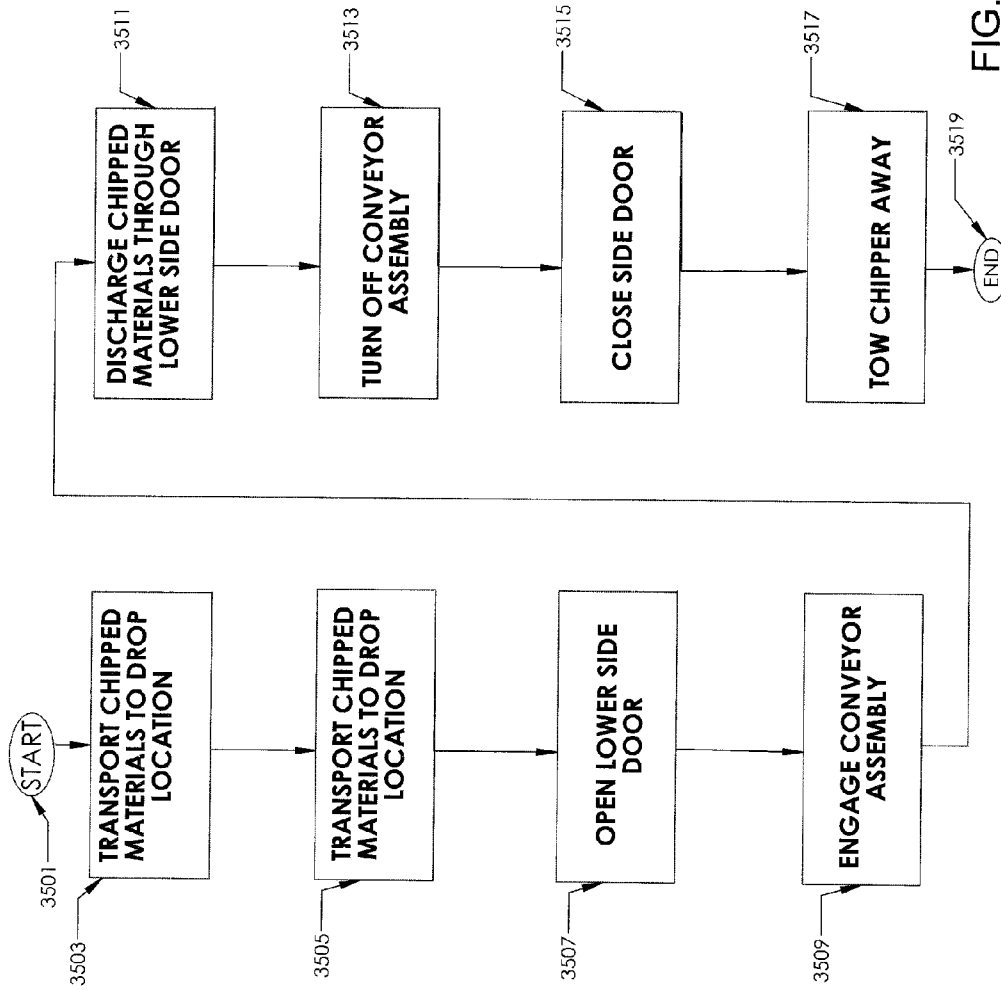 START
3501
3503
TRANSPORT CHIPPED
MATERIALS TO DROP
LOCATION
3505
TRANSPORT CHIPPED
MATERIALS TO DROP
LOCATION
3507
OPEN LOWER SIDE
DOOR
3509
ENGAGE CONVEYOR
ASSEMBLY
3511
DISCHARGE CHIPPED
MATERIALS THROUGH
LOWER SIDE DOOR
3513
TURN OFF CONVEYOR
ASSEMBLY
3515
CLOSE SIDE DOOR
3517
TOW CHIPPER AWAY
3519
END
FIG.